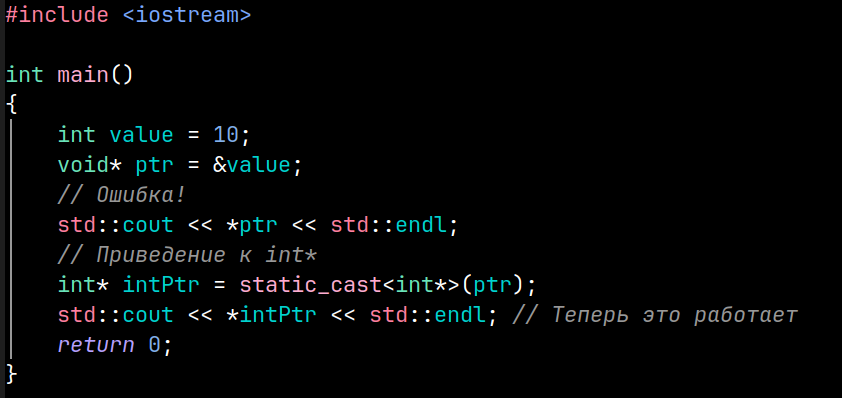 #include <iostream>
int main()
{
int value = 10;
void* ptr = &value;
// Ошибка!
std::cout << *ptr << std::endl;
// Приведение к int*
int* intPtr = static_cast<int*>(ptr);
std::cout << *intPtr << std::endl; // Теперь это работает
return 0;
}